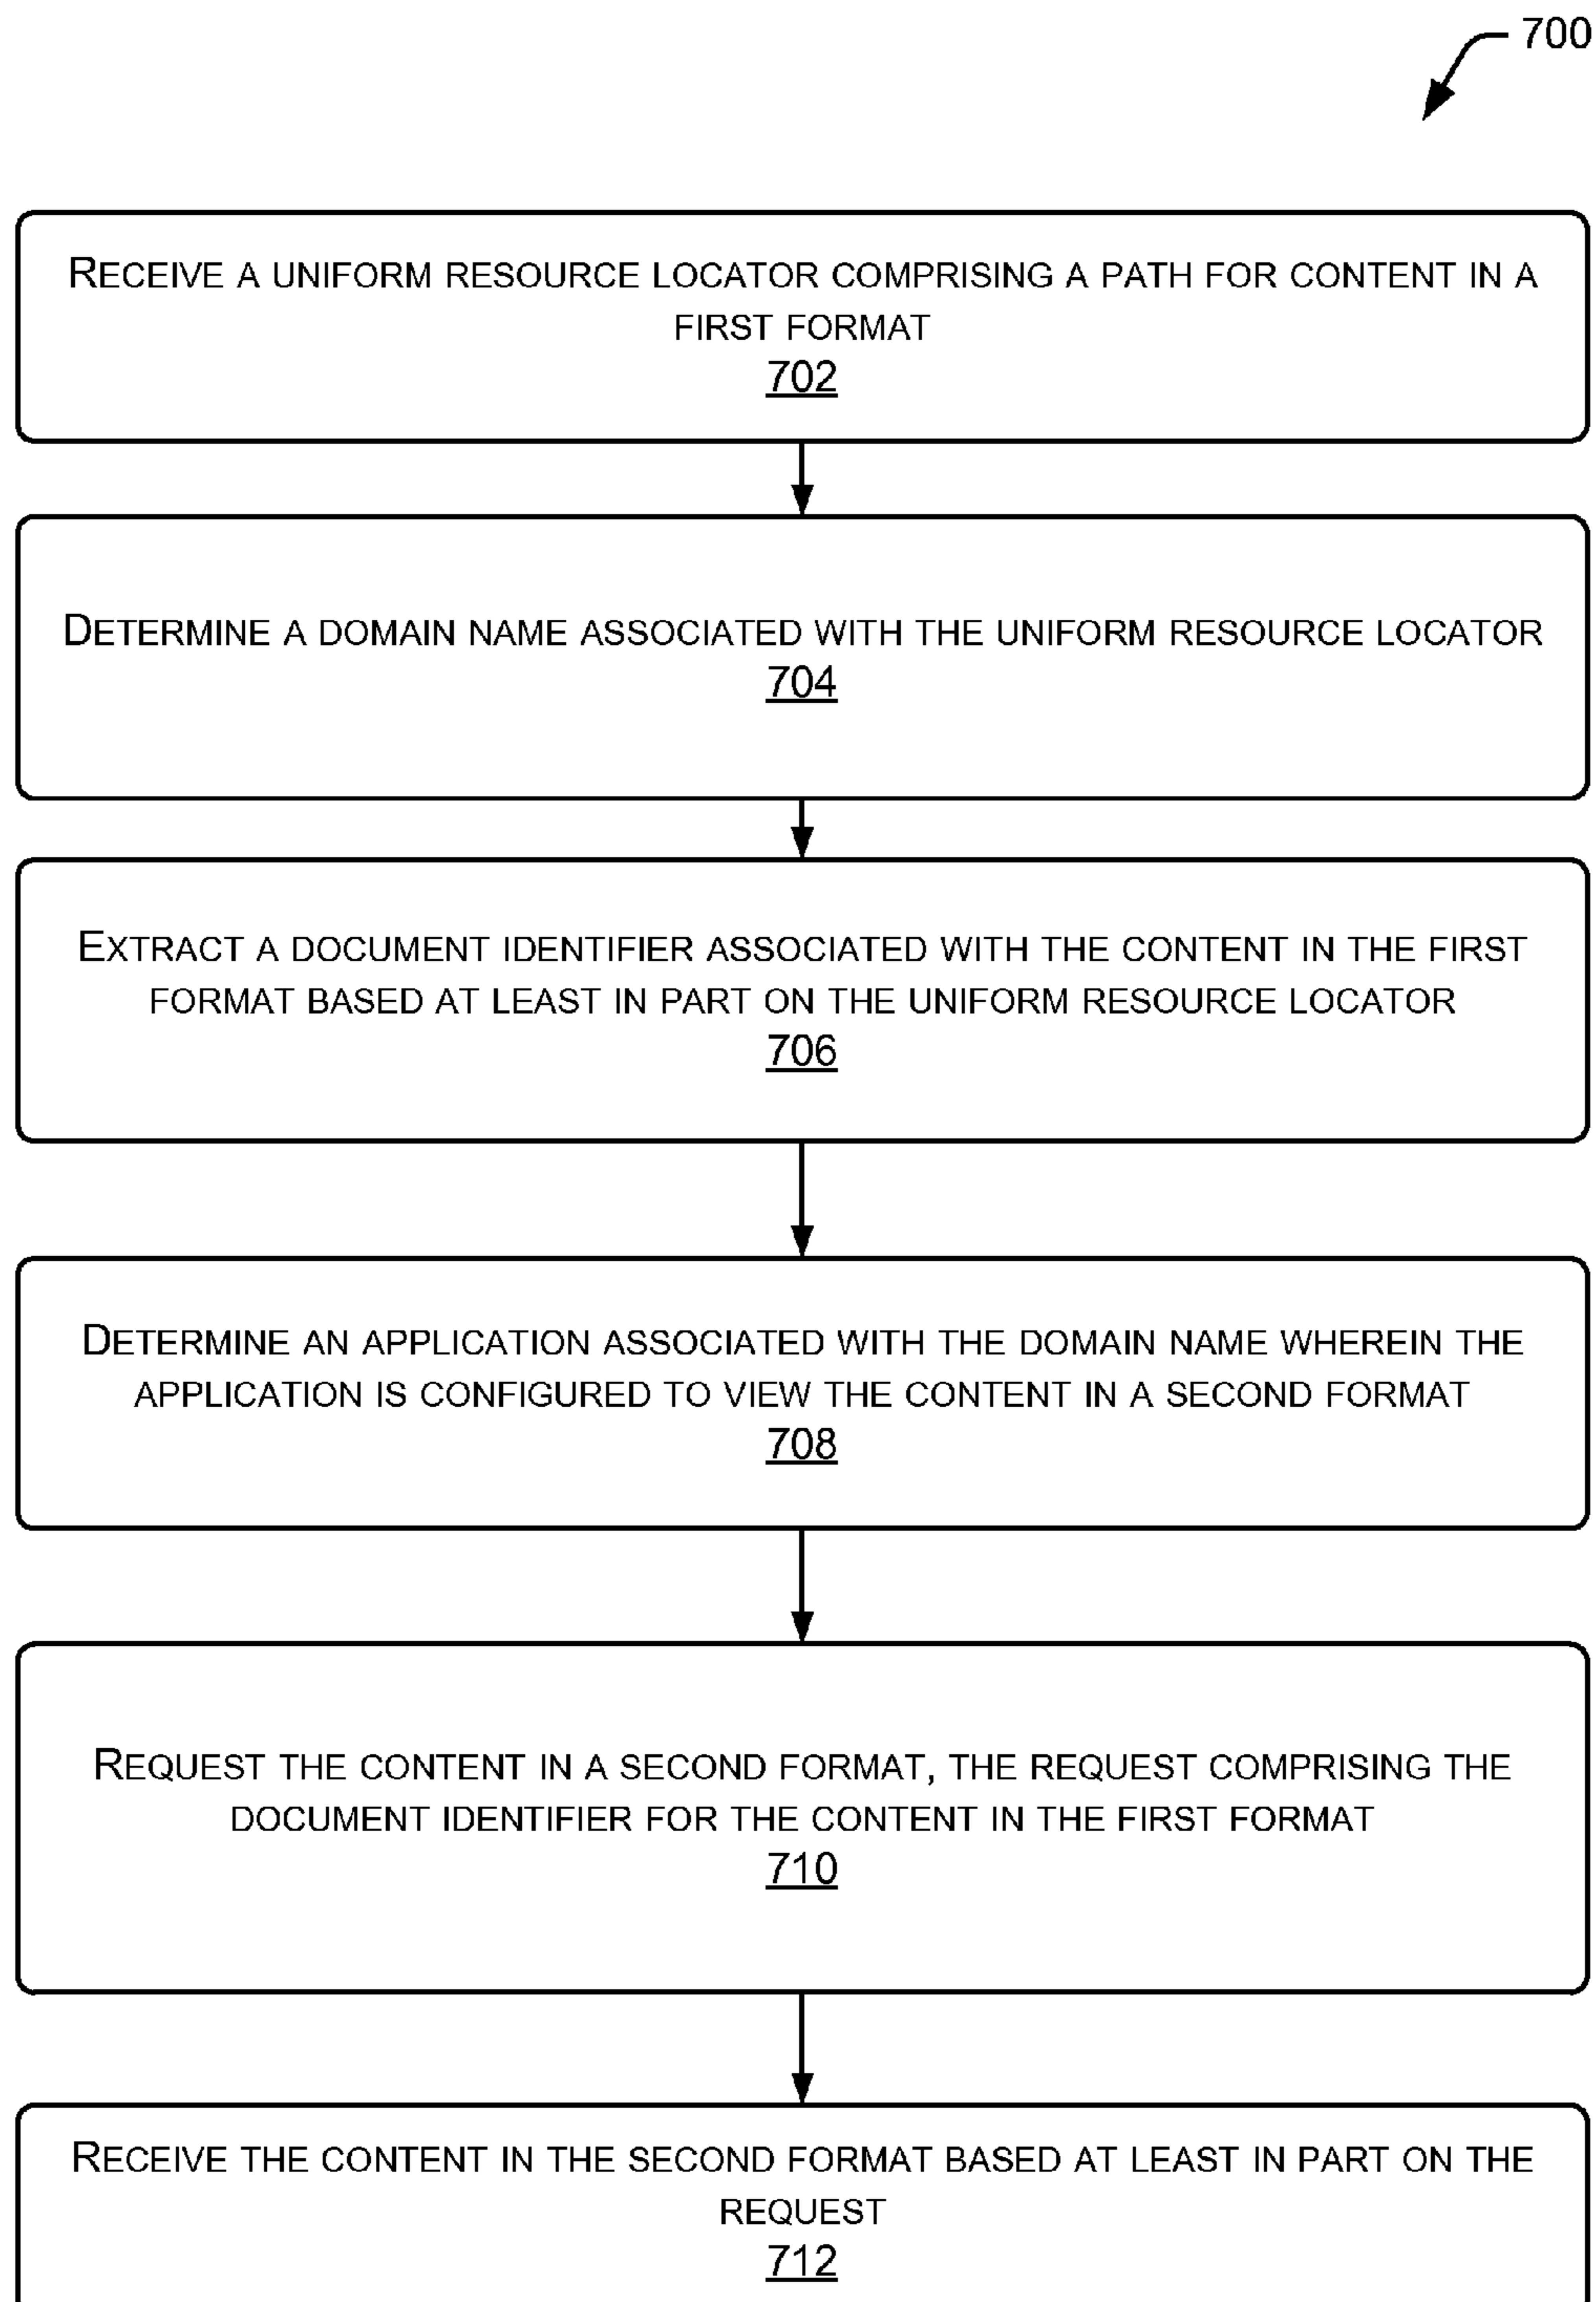 700
RECEIVE A UNIFORM RESOURCE LOCATOR COMPRISING A PATH FOR CONTENT IN A
FIRST FORMAT
702
DETERMINE A DOMAIN NAME ASSOCIATED WITH THE UNIFORM RESOURCE LOCATOR
704
EXTRACT A DOCUMENT IDENTIFIER ASSOCIATED WITH THE CONTENT IN THE FIRST
FORMAT BASED AT LEAST IN PART ON THE UNIFORM RESOURCE LOCATOR
706
DETERMINE AN APPLICATION ASSOCIATED WITH THE DOMAIN NAME WHEREIN THE
APPLICATION IS CONFIGURED TO VIEW THE CONTENT IN A SECOND FORMAT
708
REQUEST THE CONTENT IN A SECOND FORMAT, THE REQUEST COMPRISING THE
DOCUMENT IDENTIFIER FOR THE CONTENT IN THE FIRST FORMAT
710
RECEIVE THE CONTENT IN THE SECOND FORMAT BASED AT LEAST IN PART ON THE
REQUEST
712